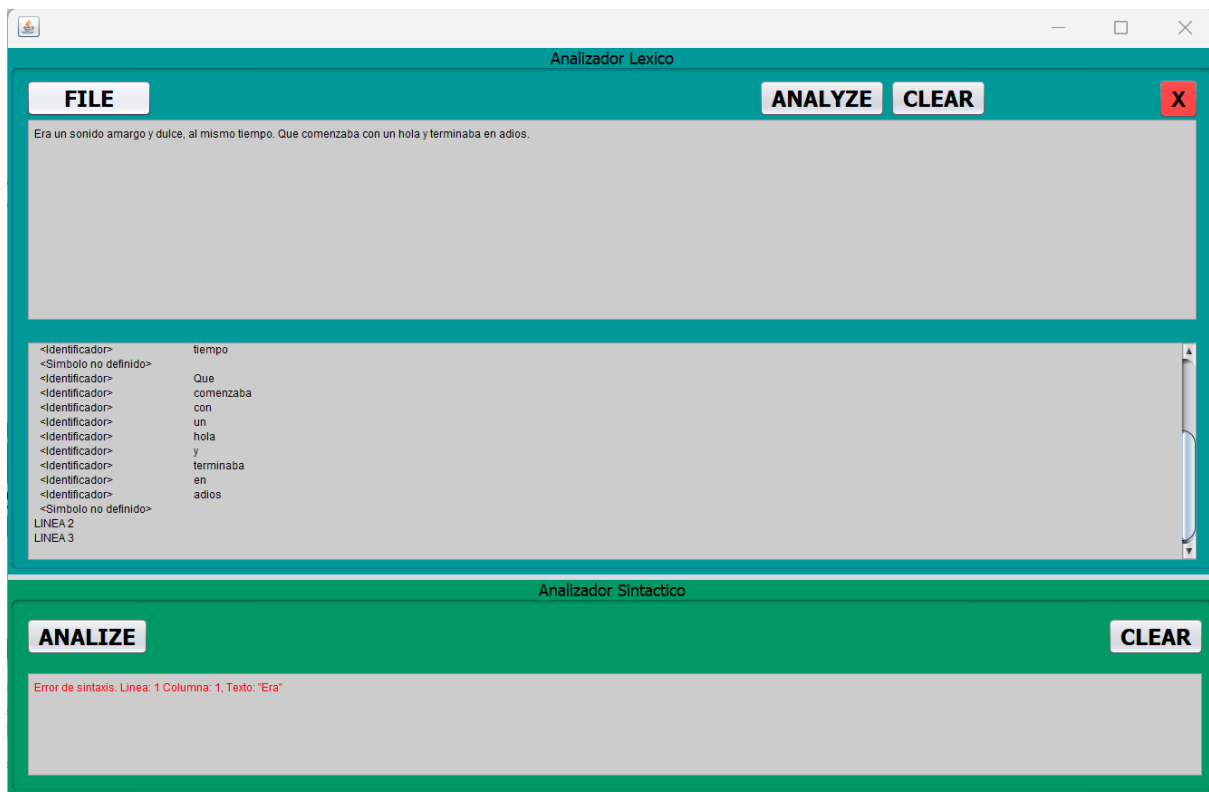 Analizador Lexico
FILE ANALYZE CLEAR X
Era un sonido amargo y dulce, al mismo tiempo. Que comenzaba con un hola y terminaba en adios.
<Identificador> tiempo
<Simbolo no definido>
<Identificador> Que
<Identificador> comenzaba
<Identificador> con
<Identificador> un
<Identificador> hola
<Identificador> y
<Identificador> terminaba
<Identificador> en
<Identificador> adios
<Simbolo no definido>
LINEA 2
LINEA 3
Analizador Sintactico
ANALIZE CLEAR
Error de sintaxis. Linea: 1 Columna: 1, Texto: "Era"